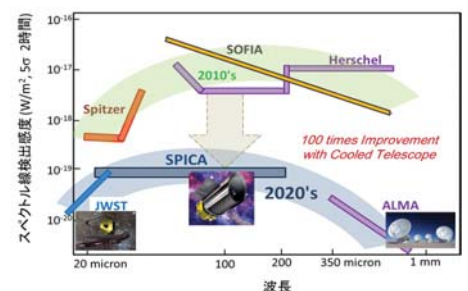 スペクトル線検出感度 (W/m², 5σ 2時間)
10⁻¹⁶
10⁻¹⁷
10⁻¹⁸
10⁻¹⁹
10⁻²⁰
SOFIA
Herschel
2010's
Spitzer
100 times Improvement
with Cooled Telescope
SPICA
2020's
JWST
ALMA
20 micron
100
200
350 micron
1 mm
波長